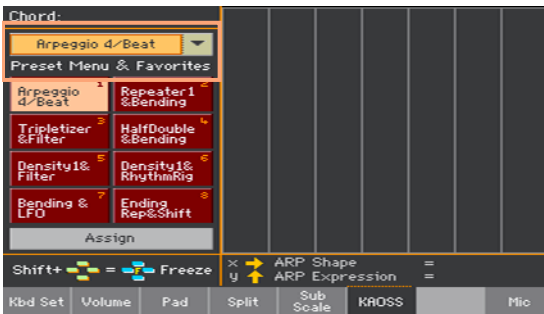 Chord:
Arpeggio 4/Beat
Preset Menu & Favorites
Arpeggio 1
4/Beat
Repeater1 2
&Bending
Tripletizer 3
&Filter
HalfDouble 4
&Bending
Density1& 5
Filter
Density1& 6
RhythmRig
Bending & 7
LFO
Ending 8
Rep&Shift
Assign
Shift+ = Freeze
x ARP Shape =
y ARP Expression =
Kbd Set Volume Pad Split Sub Scale KAOSS Mic